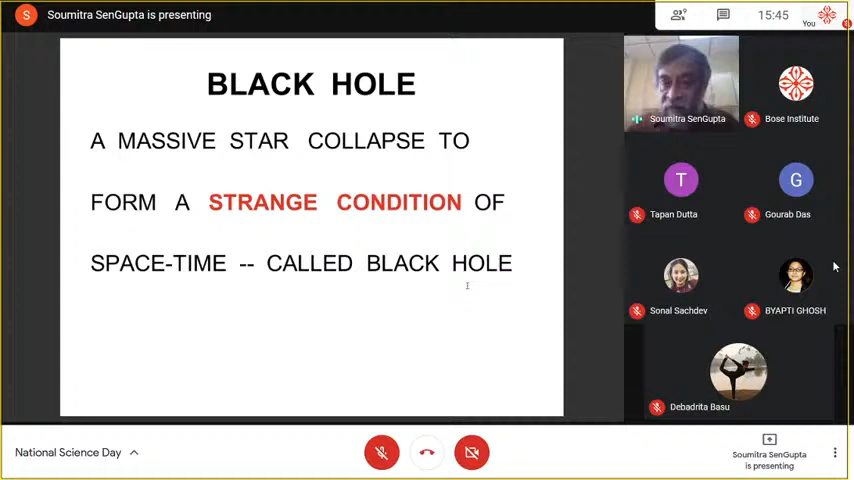 S Soumitra SenGupta is presenting
15:45
You
BLACK HOLE
A MASSIVE STAR COLLAPSE TO
FORM A STRANGE CONDITION OF
SPACE-TIME -- CALLED BLACK HOLE
Soumitra SenGupta
Bose Institute
T
Tapan Dutta
G
Gourab Das
Sonal Sachdev
BYAPTI GHOSH
Debadrita Basu
National Science Day
Soumitra SenGupta
is presenting